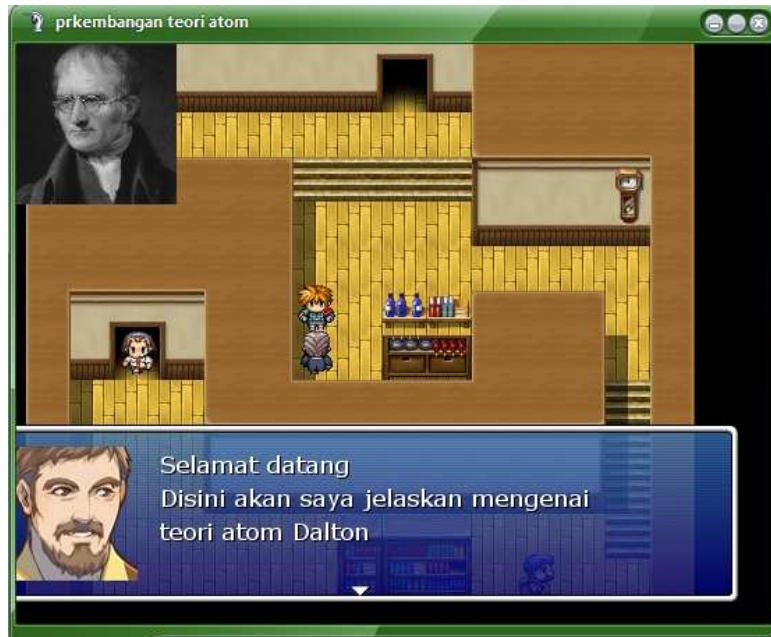 prkembangan teori atom
Selamat datang
Disini akan saya jelaskan mengenai
teori atom Dalton